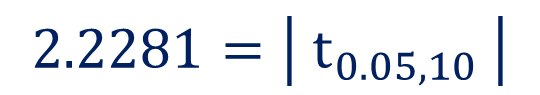 2.2281 = | t₀.₀₅,₁₀ |